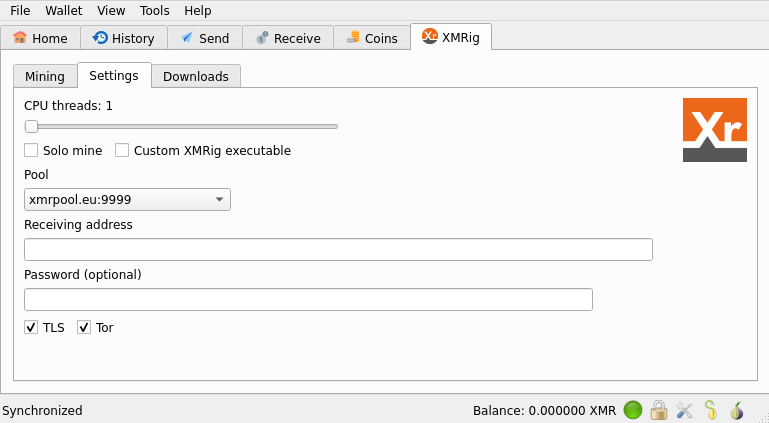 File Wallet View Tools Help
Home History Send Receive Coins Xr XMRig
Mining Settings Downloads
CPU threads: 1
Xr
Solo mine Custom XMRig executable
Pool
xmrpool.eu:9999
Receiving address
Password (optional)
TLS Tor
Synchronized Balance: 0.000000 XMR